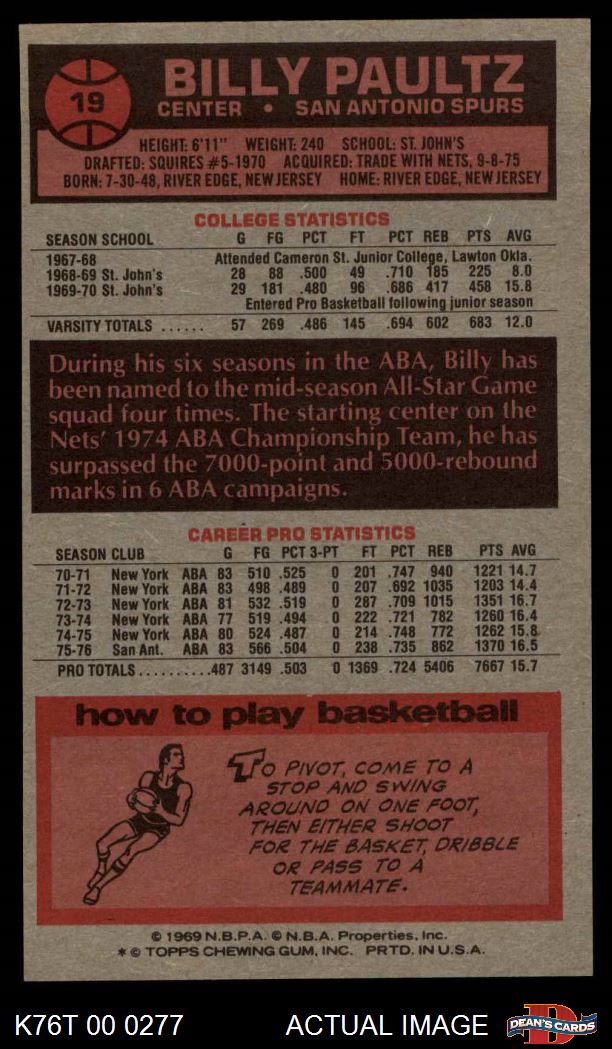 19
BILLY PAULTZ
CENTER • SAN ANTONIO SPURS
HEIGHT: 6'11" WEIGHT: 240 SCHOOL: ST. JOHN'S
DRAFTED: SQUIRES #5-1970 ACQUIRED: TRADE WITH NETS, 9-8-75
BORN: 7-30-48, RIVER EDGE, NEW JERSEY HOME: RIVER EDGE, NEW JERSEY
COLLEGE STATISTICS
SEASON SCHOOL G FG PCT FT PCT REB PTS AVG
1967-68 Attended Cameron St. Junior College, Lawton Okla.
1968-69 St. John's 28 88 .500 49 .710 185 225 8.0
1969-70 St. John's 29 181 .480 96 .686 417 458 15.8
Entered Pro Basketball following junior season
VARSITY TOTALS ...... 57 269 .486 145 .694 602 683 12.0
During his six seasons in the ABA, Billy has
been named to the mid-season All-Star Game
squad four times. The starting center on the
Nets' 1974 ABA Championship Team, he has
surpassed the 7000-point and 5000-rebound
marks in 6 ABA campaigns.
CAREER PRO STATISTICS
SEASON CLUB G FG PCT 3-PT FT PCT REB PTS AVG
70-71 New York ABA 83 510 .525 0 201 .747 940 1221 14.7
71-72 New York ABA 83 498 .489 0 207 .692 1035 1203 14.4
72-73 New York ABA 81 532 .519 0 287 .709 1015 1351 16.7
73-74 New York ABA 77 519 .494 0 222 .721 782 1260 16.4
74-75 New York ABA 80 524 .487 0 214 .748 772 1262 15.8
75-76 San Ant. ABA 83 566 .504 0 238 .735 862 1370 16.5
PRO TOTALS..........487 3149 .503 0 1369 .724 5406 7667 15.7
how to play basketball
TO PIVOT, COME TO A
STOP AND SWING
AROUND ON ONE FOOT,
THEN EITHER SHOOT
FOR THE BASKET, DRIBBLE
OR PASS TO A
TEAMMATE.
© 1969 N.B.P.A. © N.B.A. Properties, Inc.
* © TOPPS CHEWING GUM, INC. PRTD. IN U.S.A.
K76T 00 0277 ACTUAL IMAGE DEAN'S CARDS